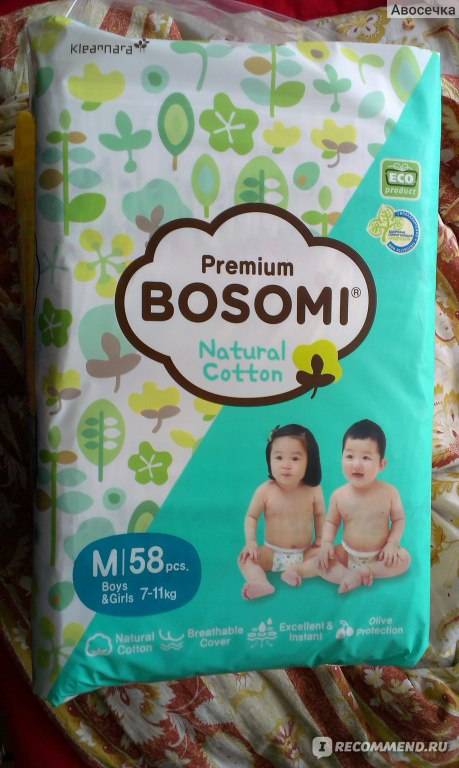 Авосечка
Kleannara
ECO
product
Premium
BOSOMI®
Natural
Cotton
M|58 pcs.
Boys
&Girls 7-11kg
Natural
Cotton
Breathable
Cover
Excellent &
Instant
Olive
Protection
IRECOMMEND.RU